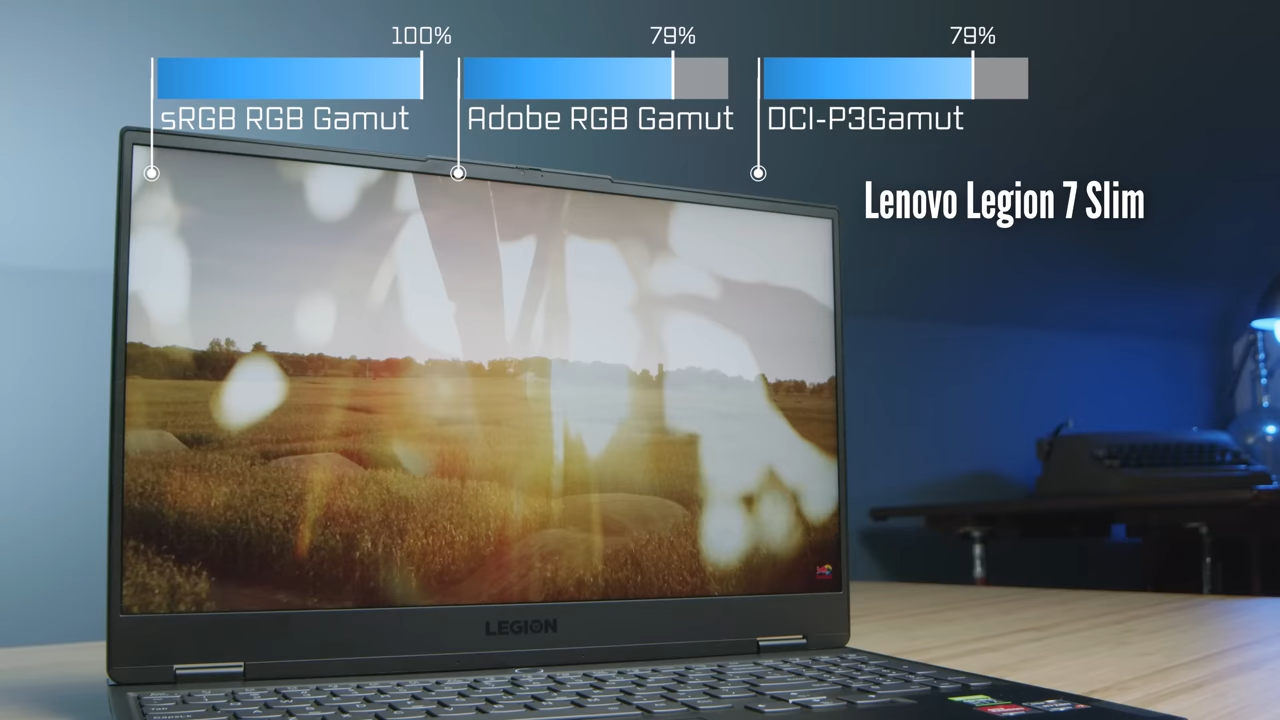 100%
79%
79%
sRGB RGB Gamut
Adobe RGB Gamut
DCI-P3Gamut
Lenovo Legion 7 Slim
LEGION